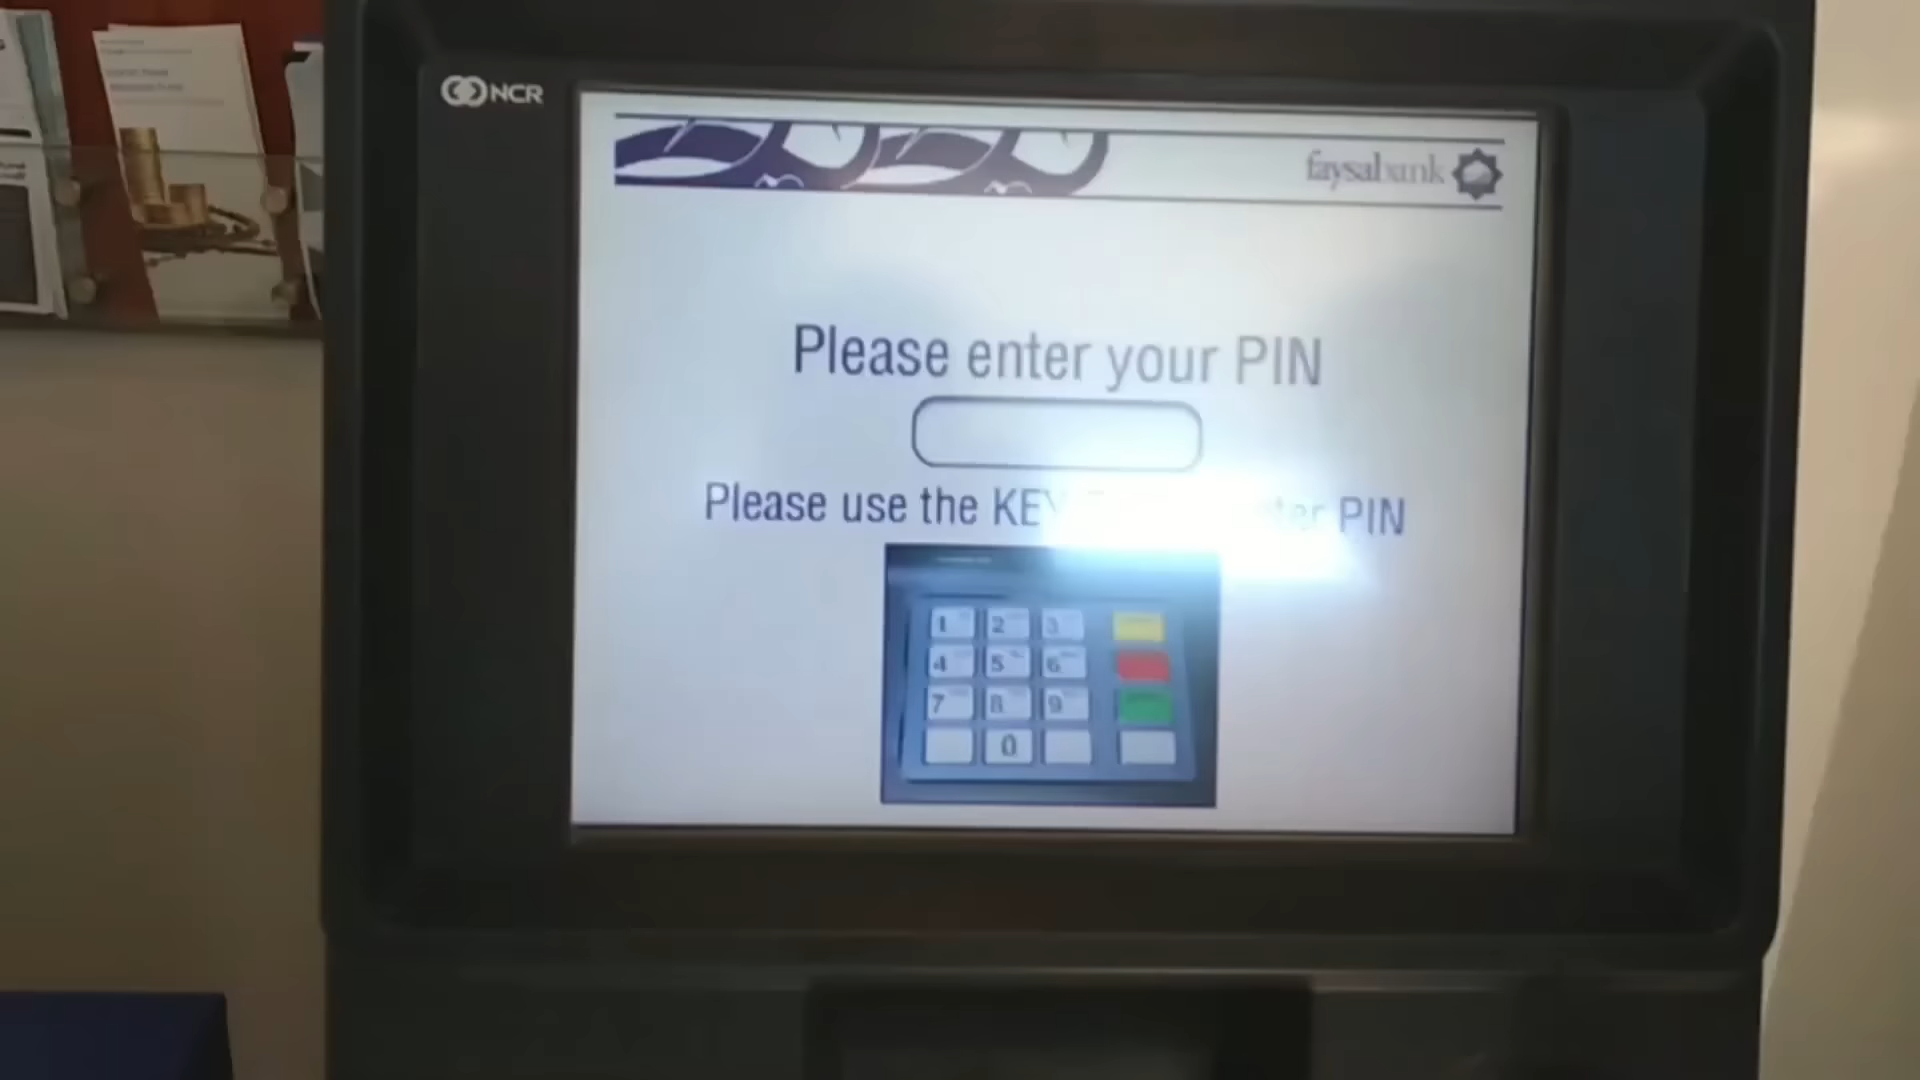 NCR
faysalbank
Please enter your PIN
Please use the KEY PIN
1 2 3
4 5 6
7 8 9
0